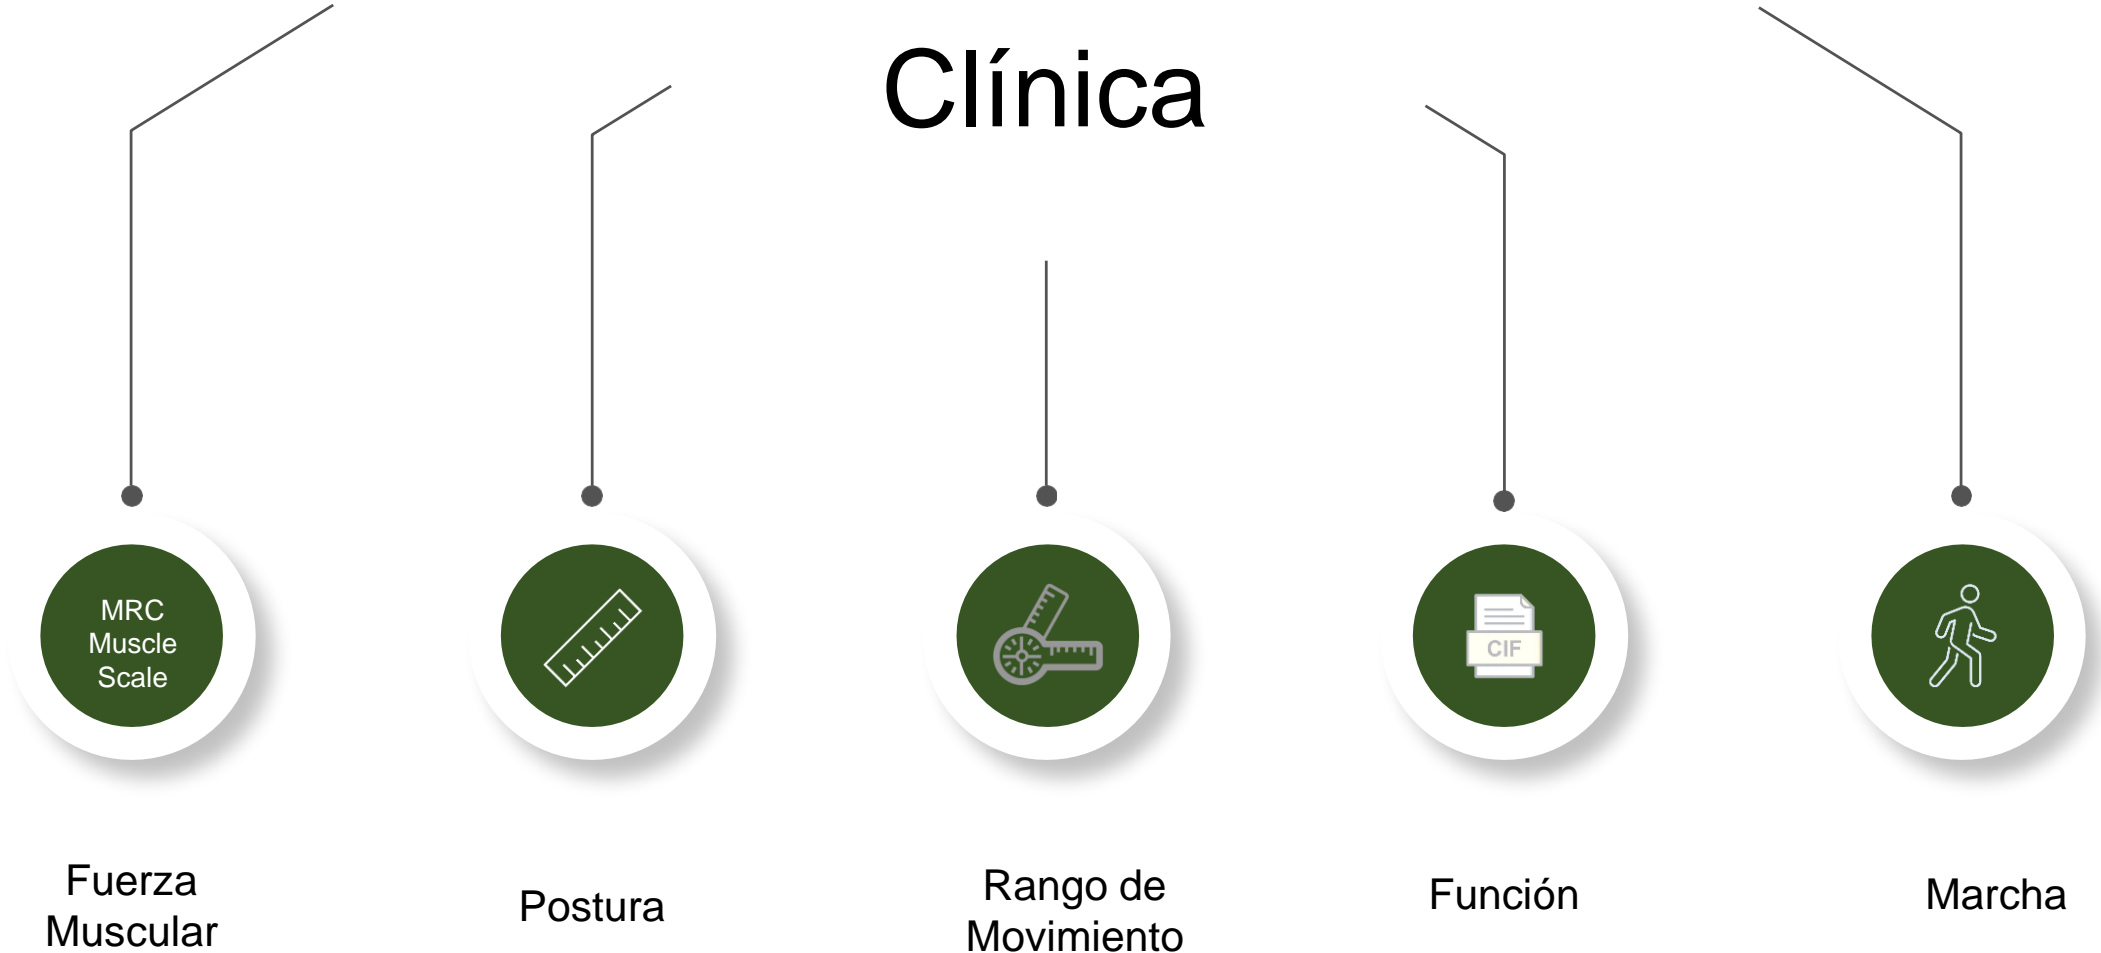 Clínica
MRC
Muscle
Scale
CIF
Fuerza
Muscular
Postura
Rango de
Movimiento
Función
Marcha